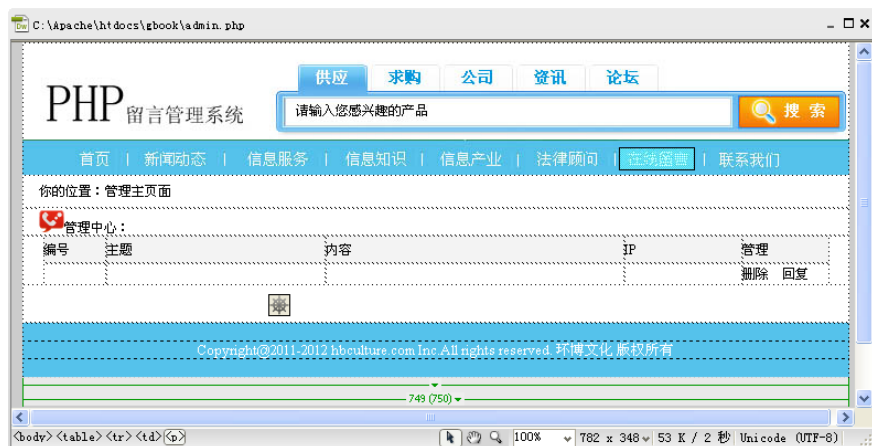 C:\Apache\htdocs\gbook\admin.php
供应 求购 公司 资讯 论坛
PHP留言管理系统
请输入您感兴趣的产品
搜索
首页 | 新闻动态 | 信息服务 | 信息知识 | 信息产业 | 法律顾问 | 在线留言 | 联系我们
你的位置：管理主页面
管理中心：
编号 主题 内容 IP 管理
删除 回复
Copyright@2011-2012 hbculture.com Inc.All rights reserved. 环博文化 版权所有
749 (750)
<body> <table> <tr> <td> <p>
100% 782 x 348 53 K / 2 秒 Unicode (UTF-8)